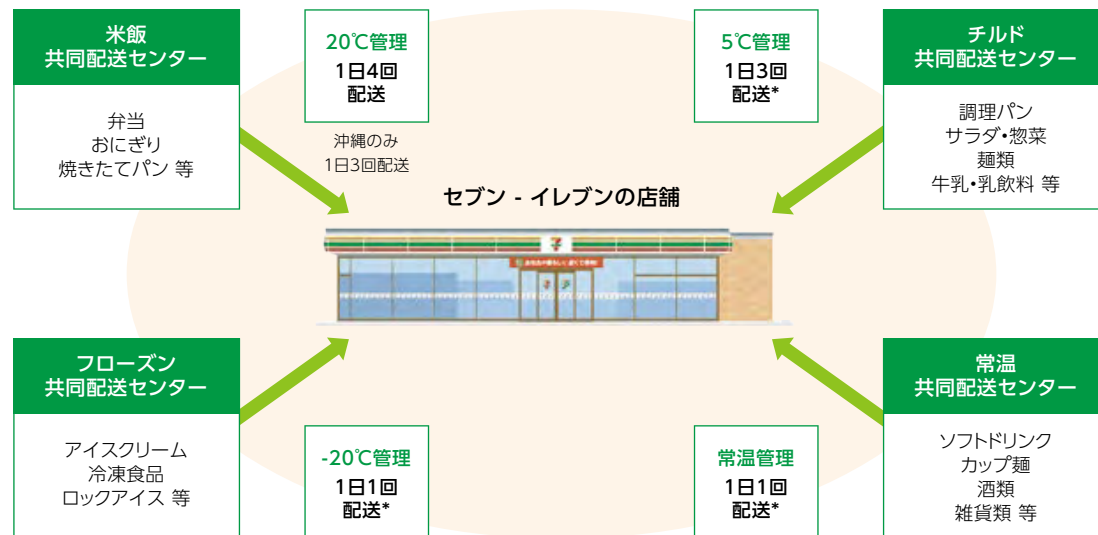 米飯
共同配送センター
弁当
おにぎり
焼きたてパン 等
20℃管理
1日4回
配送
沖縄のみ
1日3回配送
5℃管理
1日3回
配送*
チルド
共同配送センター
調理パン
サラダ・惣菜
麺類
牛乳・乳飲料 等
セブン - イレブンの店舗
フローズン
共同配送センター
アイスクリーム
冷凍食品
ロックアイス 等
-20℃管理
1日1回
配送*
常温管理
1日1回
配送*
常温
共同配送センター
ソフトドリンク
カップ麺
酒類
雑貨類 等